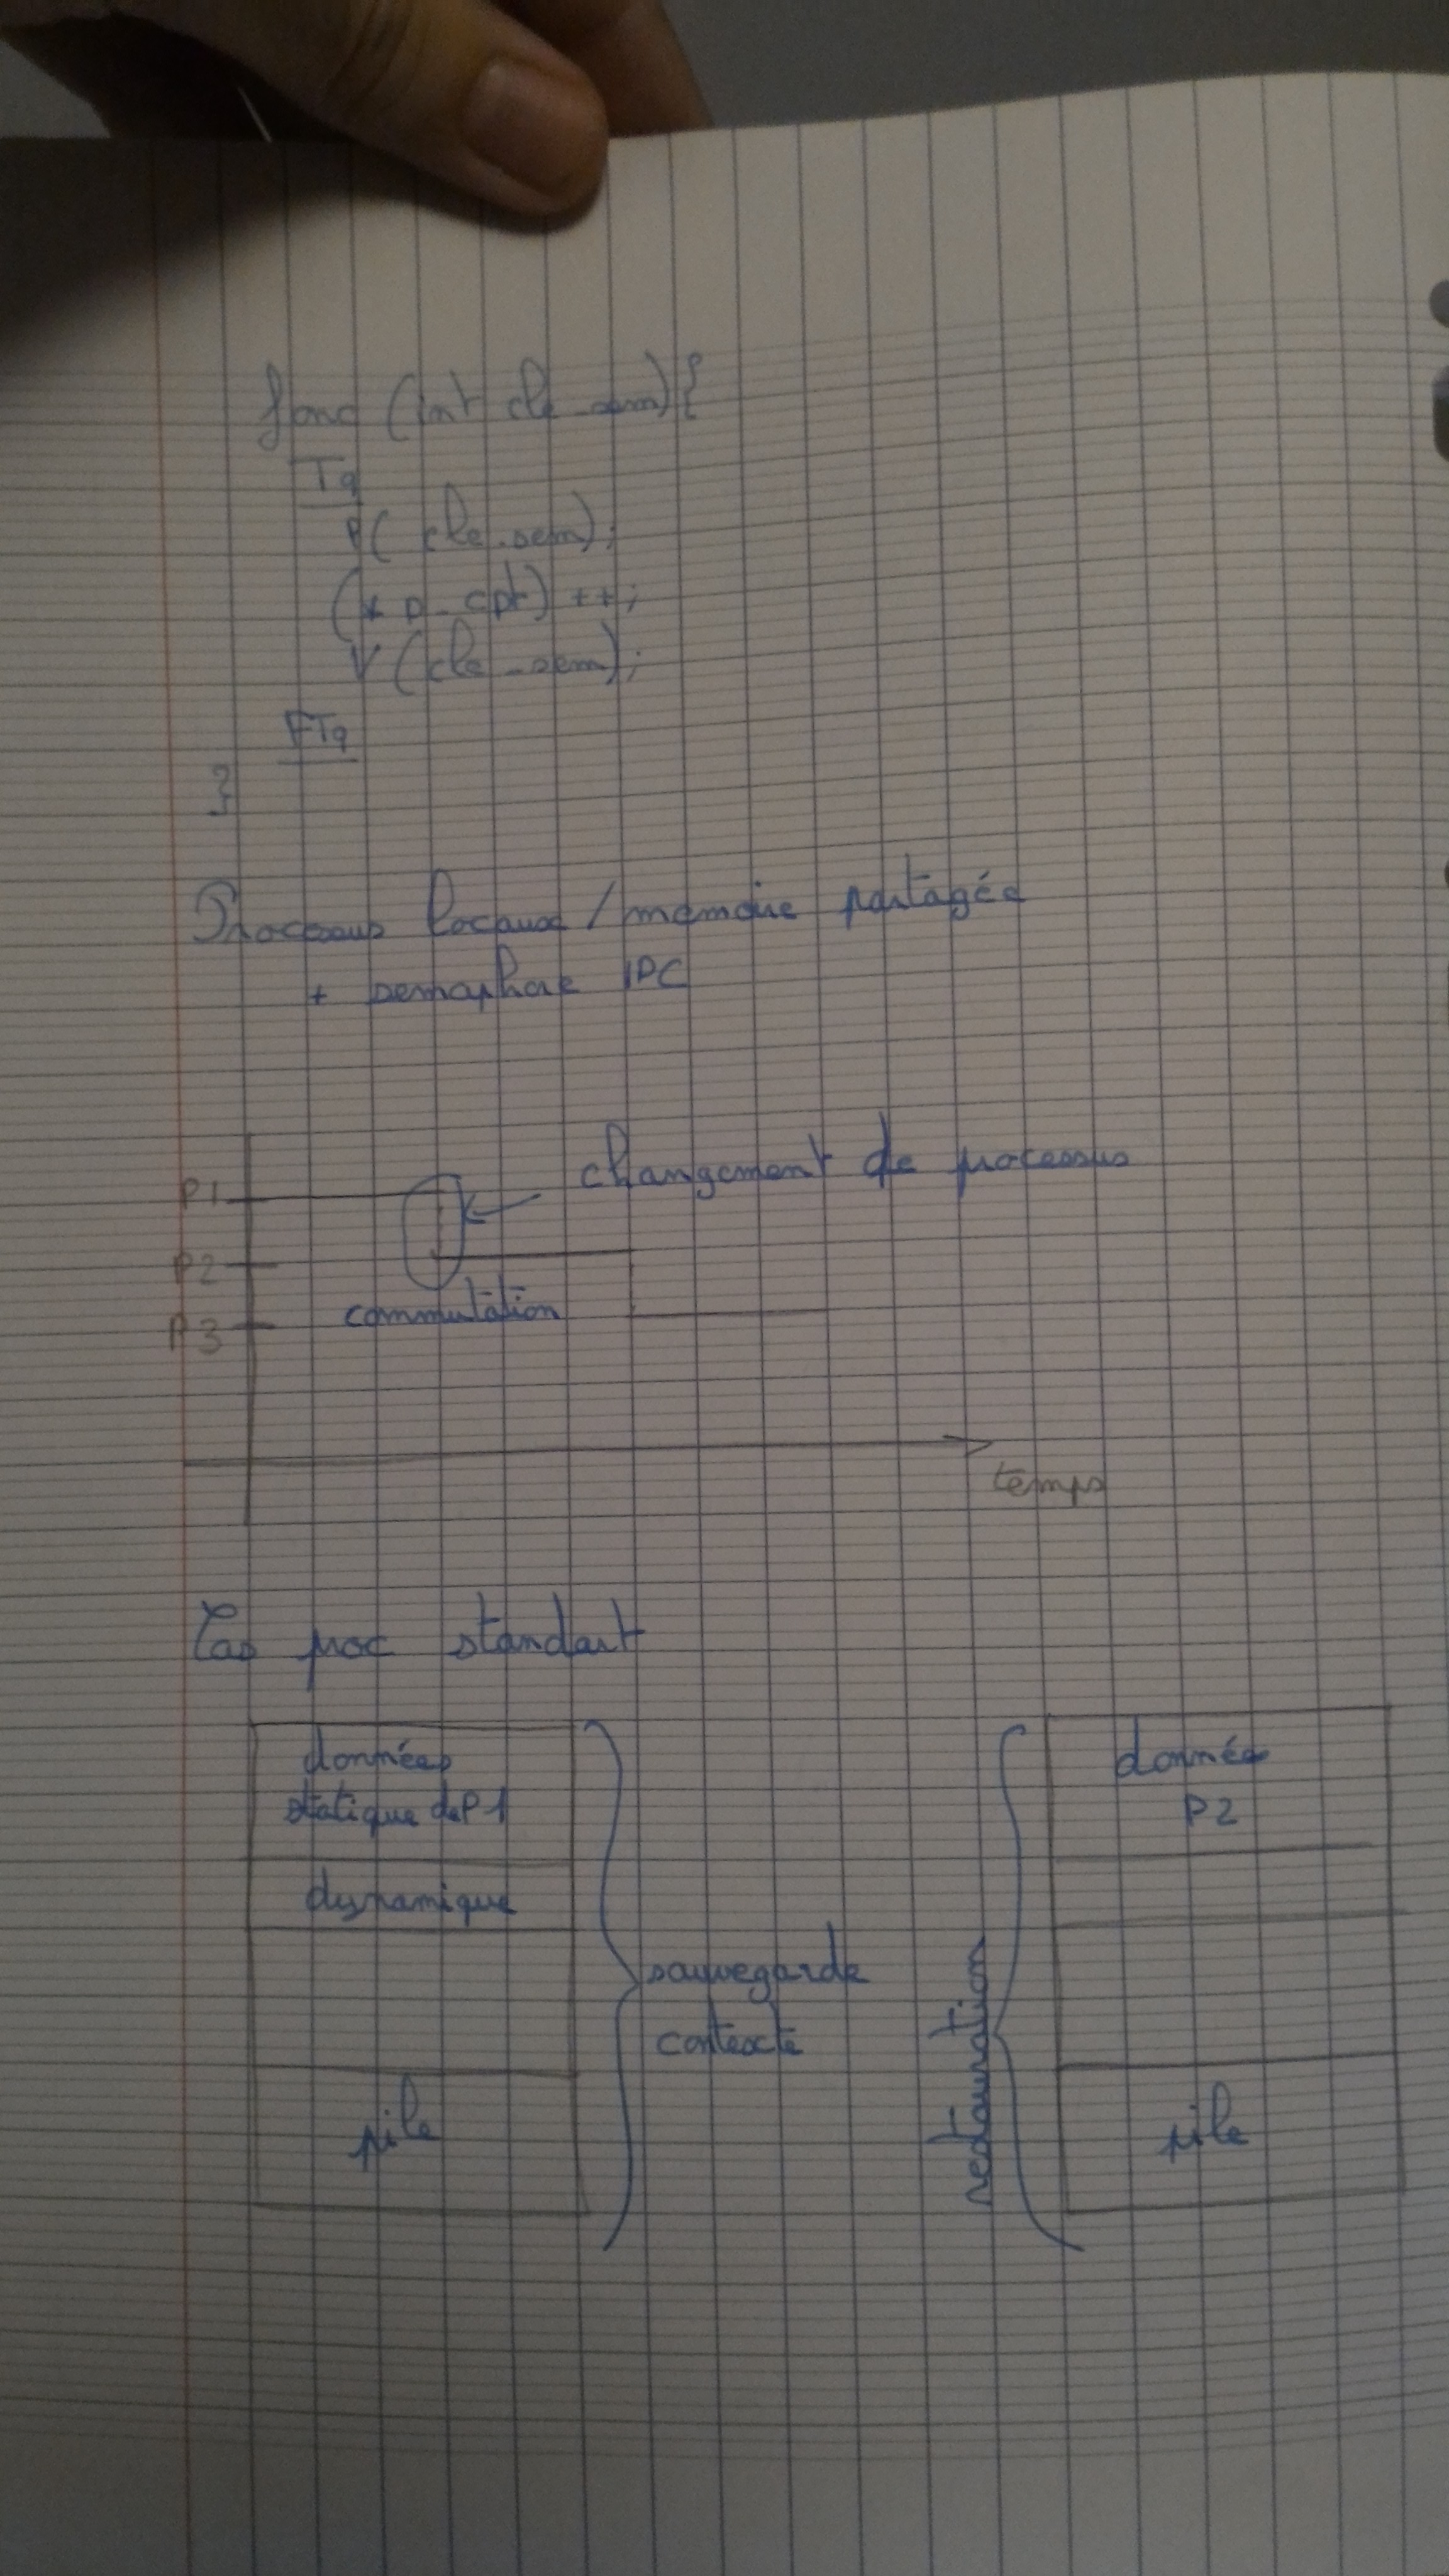 fonc (int cle_sem){
Tq
P( cle_sem);
(* p_cpt) ++;
V (cle_sem);
FTq
}
Processus locaux / mémoire partagée
+ semaphore IPC
changement de processus
P1
P2
commutation
P3
temps
Cas proc standart
données
statique de P1
dynamique
pile
sauvegarde
contexte
restauration
donnée
P2
pile